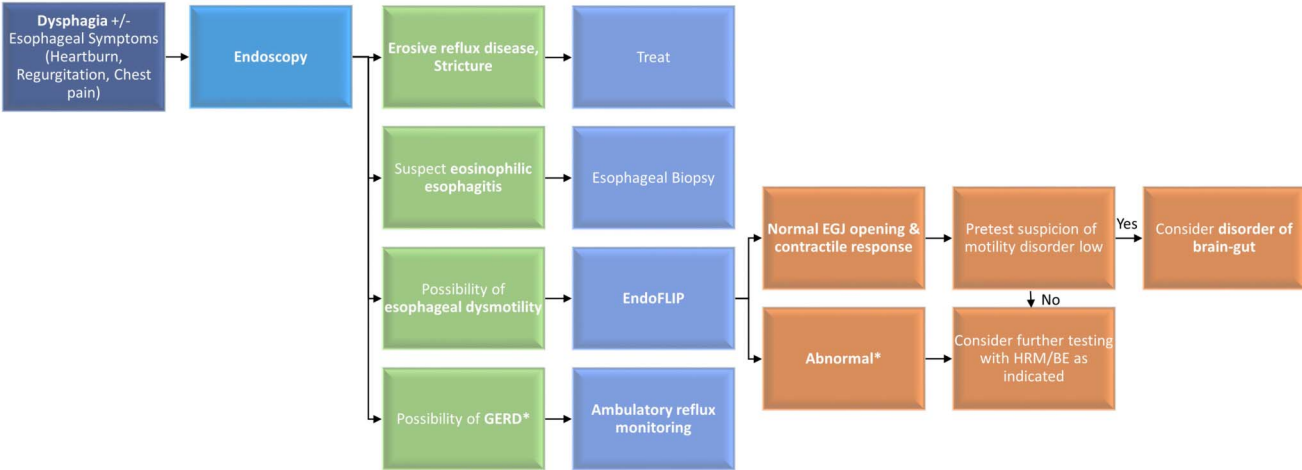 Dysphagia +/-
Esophageal Symptoms
(Heartburn,
Regurgitation, Chest
pain)
Endoscopy
Erosive reflux disease,
Stricture
Treat
Suspect eosinophilic
esophagitis
Esophageal Biopsy
Possibility of
esophageal dysmotility
EndoFLIP
Normal EGJ opening &
contractile response
Pretest suspicion of
motility disorder low
Yes
Consider disorder of
brain-gut
No
Abnormal*
Consider further testing
with HRM/BE as
indicated
Possibility of GERD*
Ambulatory reflux
monitoring